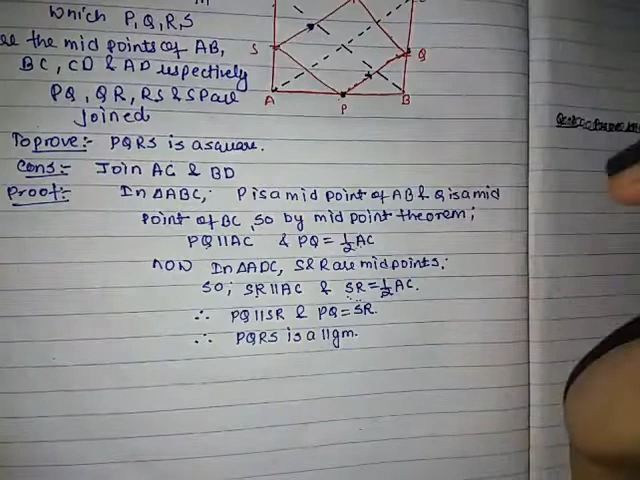 which P, Q, R, S
S
Q
are the mid points of AB,
BC, CD & AD respectively
A
P
B
PQ, QR, RS & SP are
Joined
To prove:- PQRS is a square.
Cons:- Join AC & BD
Proof:- In ΔABC; P is a mid point of AB & Q is a mid
point of BC, so by mid point theorem;
PQ||AC & PQ=½AC
NOW In ΔADC, S&R are midpoints:
So; SR||AC & SR=½AC.
∴ PQ||SR & PQ=SR.
∴ PQRS is a ||gm.